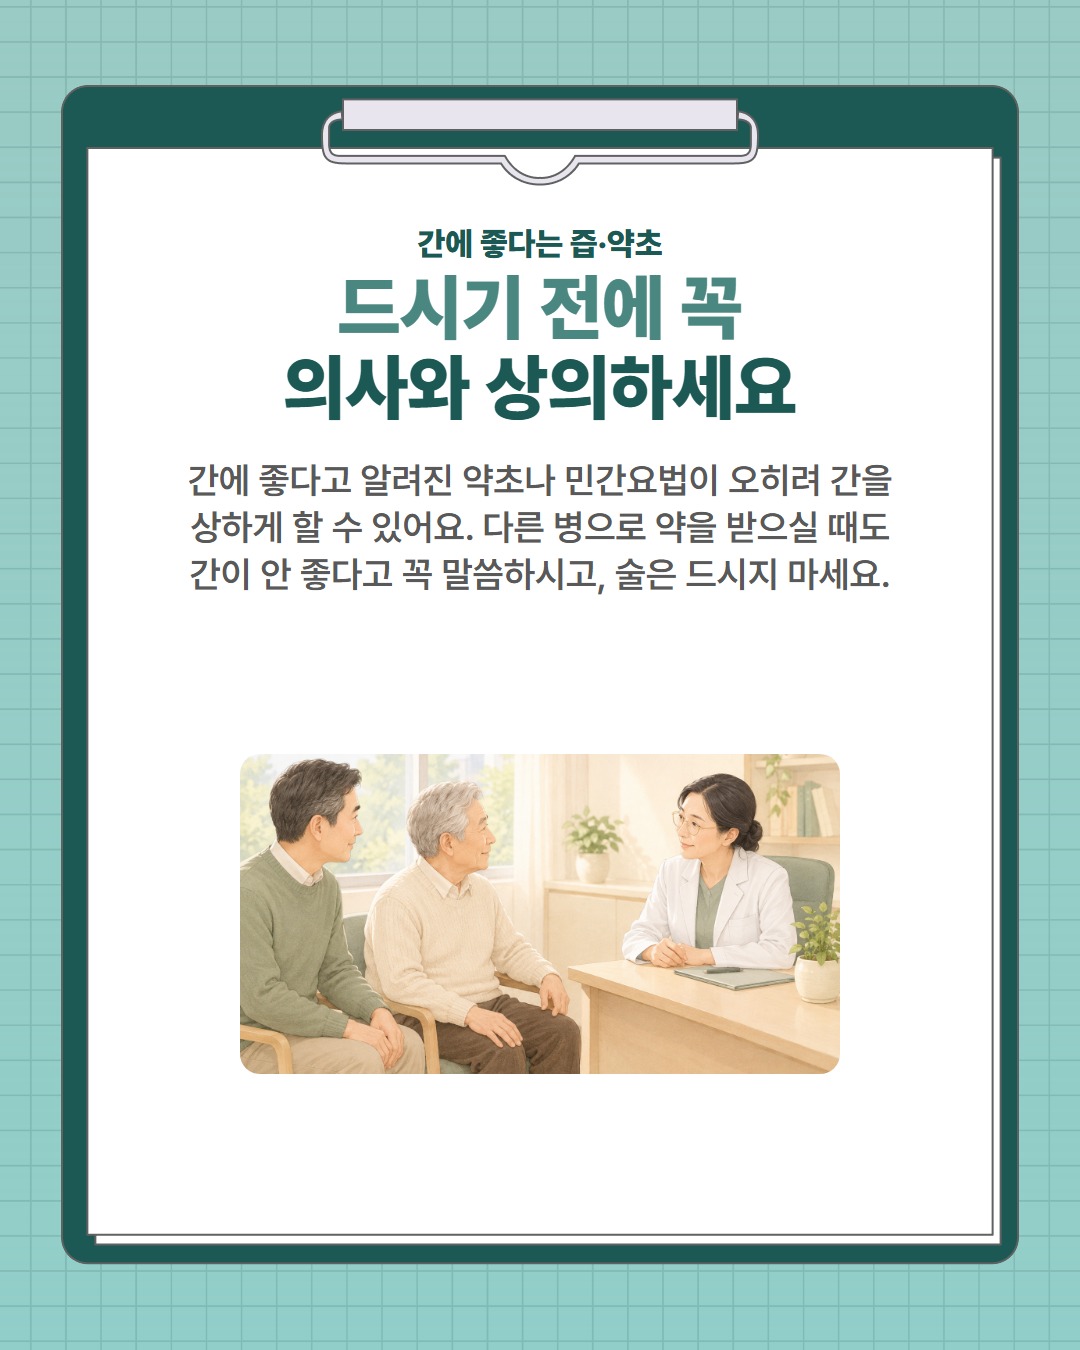 간에 좋다는 즙·약초
드시기 전에 꼭
의사와 상의하세요
간에 좋다고 알려진 약초나 민간요법이 오히려 간을
상하게 할 수 있어요. 다른 병으로 약을 받으실 때도
간이 안 좋다고 꼭 말씀하시고, 술은 드시지 마세요.